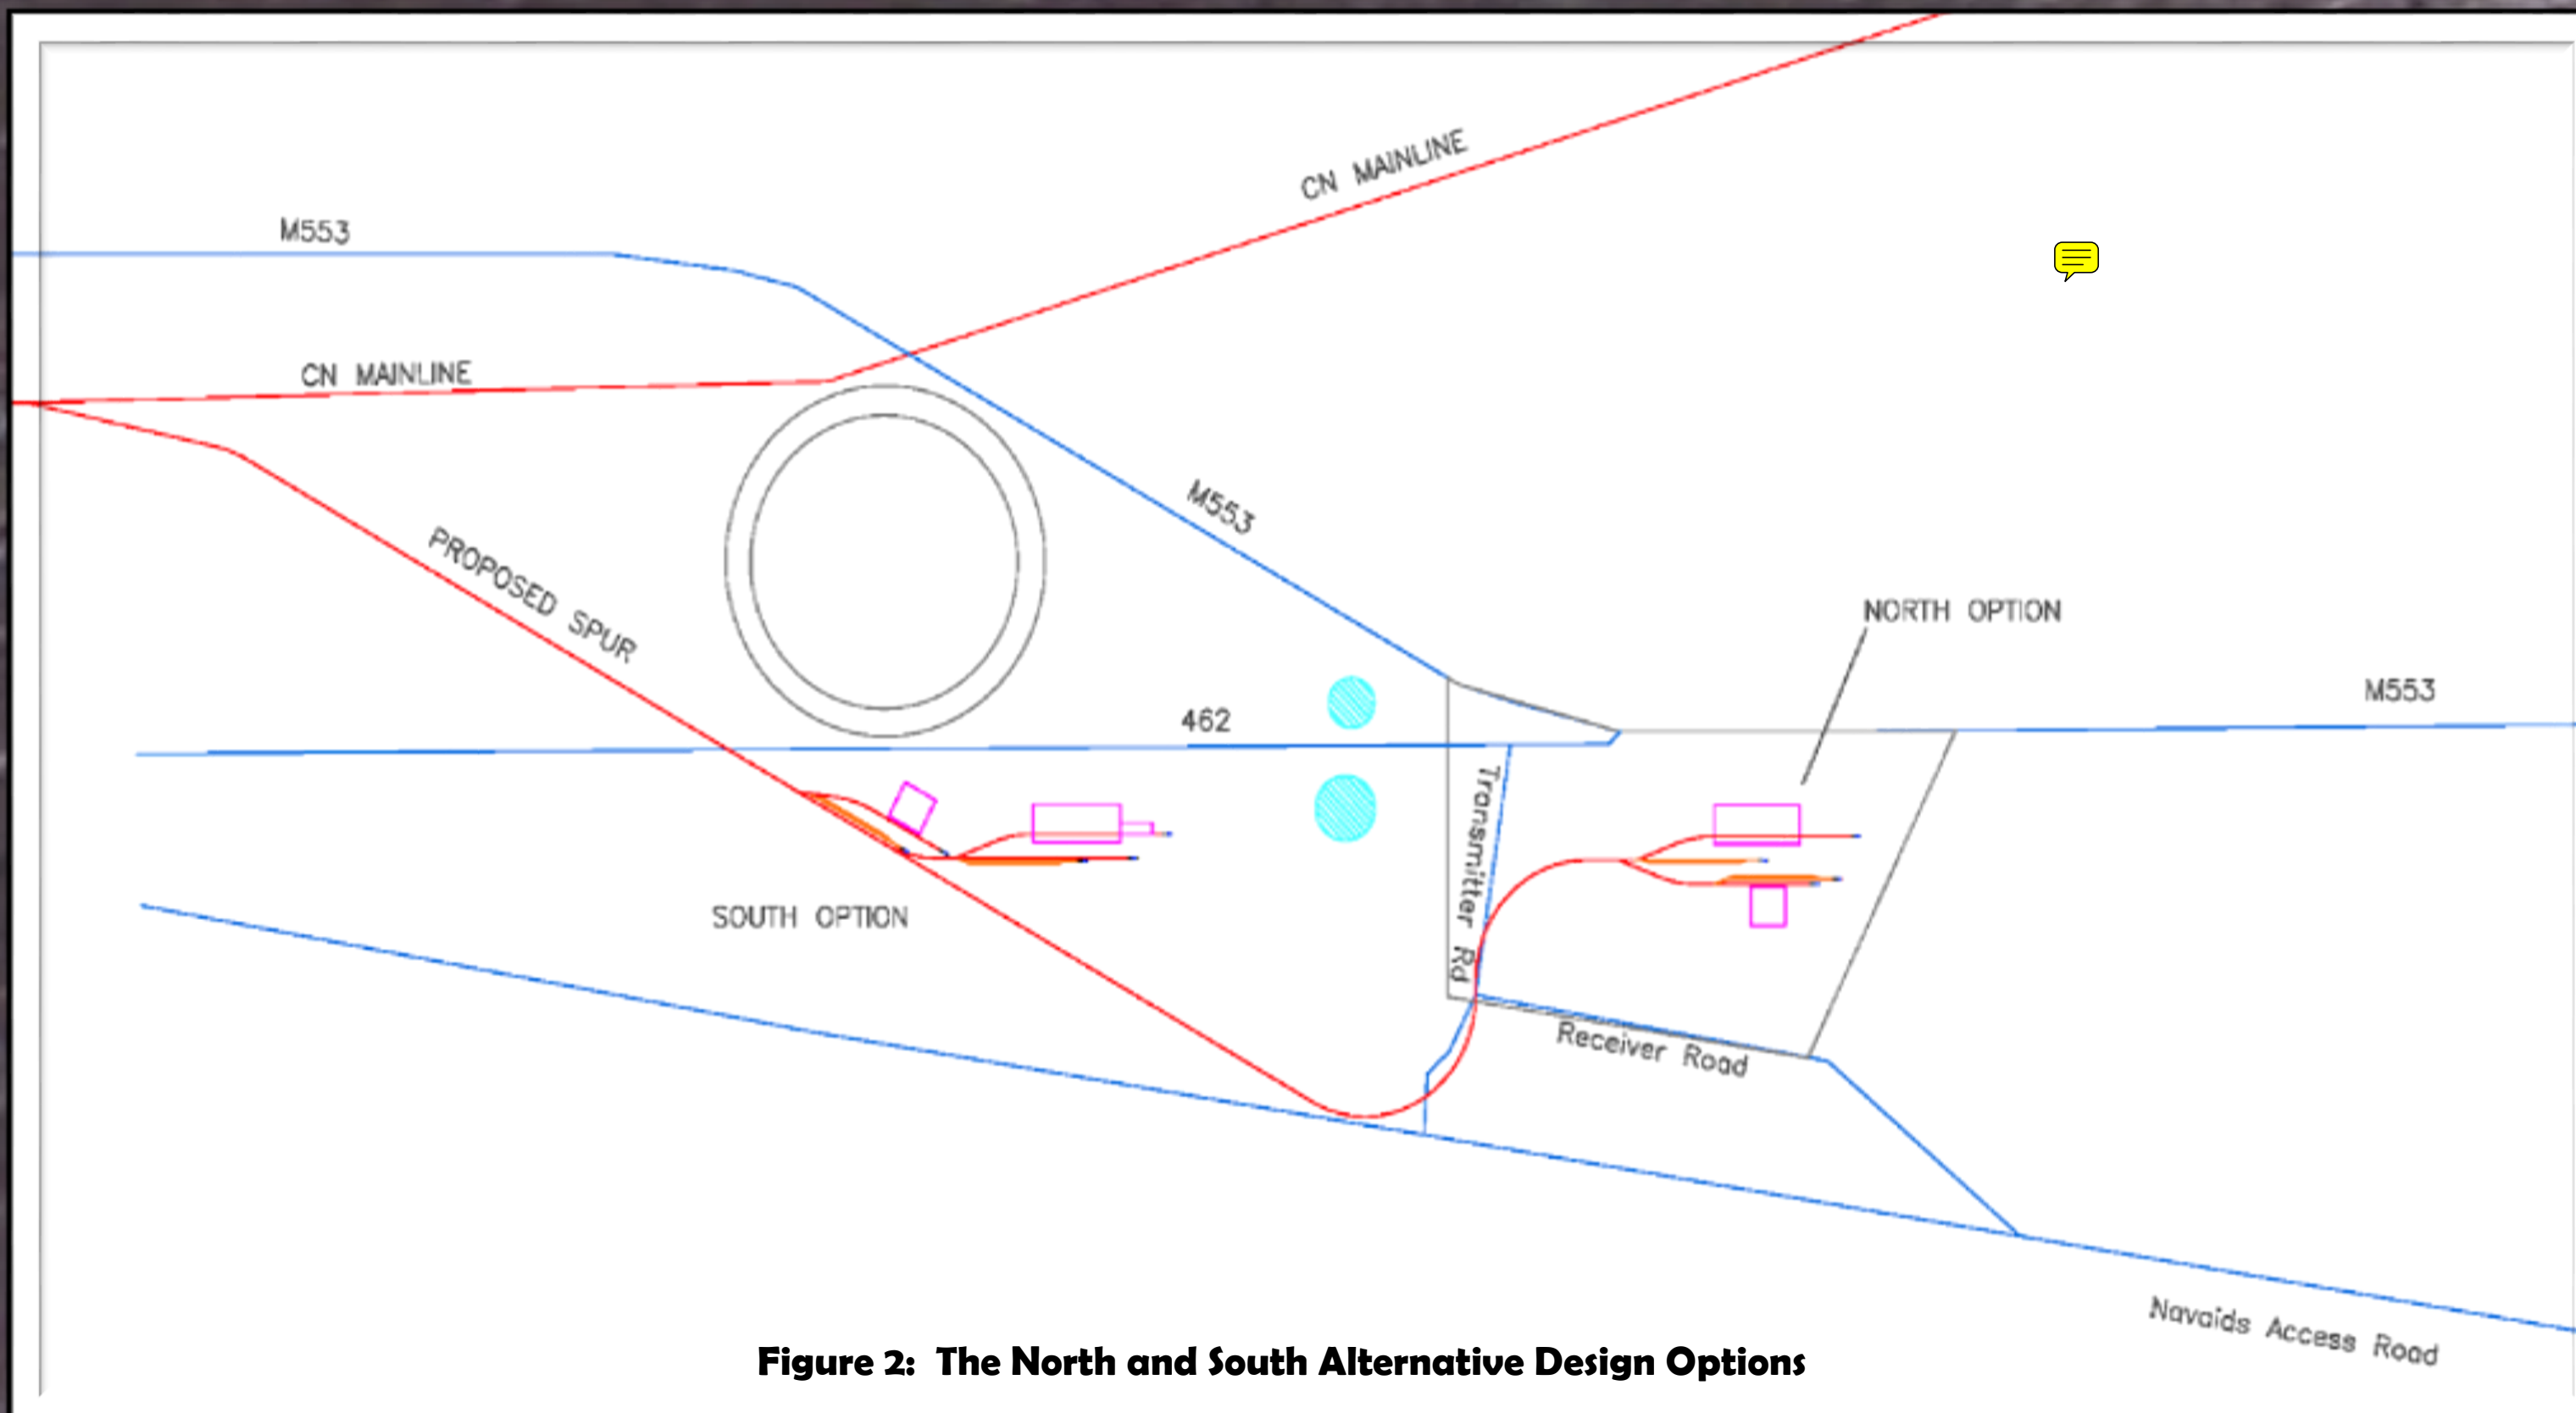 CN MAINLINE
M553
CN MAINLINE
M553
PROPOSED SPUR
NORTH OPTION
M553
462
Transmitter Rd
SOUTH OPTION
Receiver Road
Navaids Access Road
Figure 2: The North and South Alternative Design Options